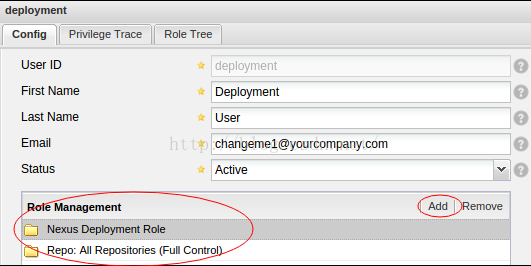 deployment
Config Privilege Trace Role Tree
User ID deployment
First Name Deployment
Last Name User
Email changeme1@yourcompany.com
Status Active
Role Management Add Remove
Nexus Deployment Role
Repo: All Repositories (Full Control)